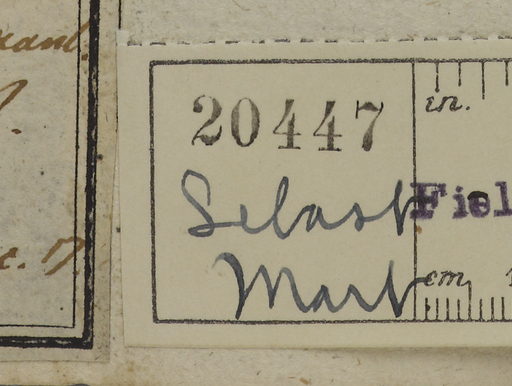 20447
in.
Sebast
Fiel
Mart
cm.